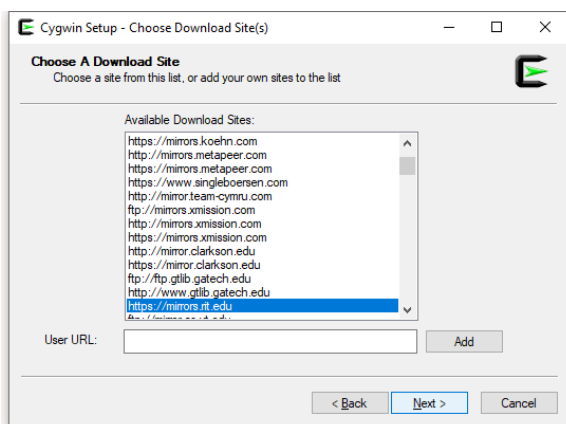 Cygwin Setup - Choose Download Site(s)
Choose A Download Site
Choose a site from this list, or add your own sites to the list
Available Download Sites:
https://mirrors.koehn.com
http://mirrors.metapeer.com
https://mirrors.metapeer.com
https://www.singleboersen.com
http://mirror.team-cymru.com
ftp://mirrors.xmission.com
http://mirrors.xmission.com
https://mirrors.xmission.com
http://mirror.clarkson.edu
https://mirror.clarkson.edu
ftp://ftp.gtlib.gatech.edu
http://www.gtlib.gatech.edu
https://mirrors.rit.edu
User URL:
Add
< Back
Next >
Cancel